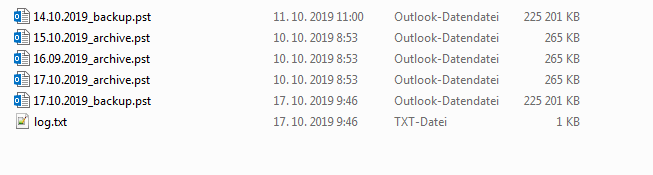 14.10.2019_backup.pst 11. 10. 2019 11:00 Outlook-Datendatei 225 201 KB
15.10.2019_archive.pst 10. 10. 2019 8:53 Outlook-Datendatei 265 KB
16.09.2019_archive.pst 10. 10. 2019 8:53 Outlook-Datendatei 265 KB
17.10.2019_archive.pst 10. 10. 2019 8:53 Outlook-Datendatei 265 KB
17.10.2019_backup.pst 17. 10. 2019 9:46 Outlook-Datendatei 225 201 KB
log.txt 17. 10. 2019 9:46 TXT-Datei 1 KB